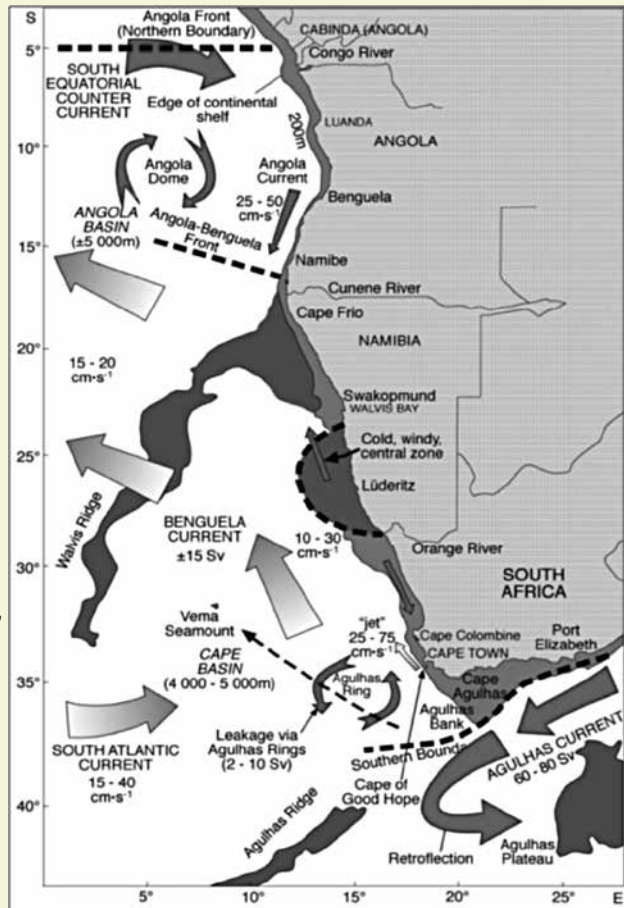 S
Angola Front
(Northern Boundary)
CABINDA (ANGOLA)
Congo River
5°
SOUTH
EQUATORIAL
COUNTER
CURRENT
Edge of continental
shelf
200m
LUANDA
ANGOLA
10°
Angola
Dome
Angola
Current
25 - 50
cm·s⁻¹
Benguela
ANGOLA
BASIN
(±5 000m)
Angola-Benguela
Front
15°
Namibe
Cunene River
Cape Frio
NAMIBIA
20°
15 - 20
cm·s⁻¹
Swakopmund
WALVIS BAY
Cold, windy,
central zone
25°
Lüderitz
Walvis Ridge
BENGUELA
CURRENT
±15 Sv
10 - 30
cm·s⁻¹
Orange River
30°
SOUTH
AFRICA
Vema
Seamount
"jet"
25 - 75
cm·s⁻¹
Cape Colombine
CAPE TOWN
Port
Elizabeth
CAPE
BASIN
(4 000 - 5 000m)
Agulhas
Ring
Cape
Agulhas
35°
Agulhas
Bank
Leakage via
Agulhas Rings
(2 - 10 Sv)
Southern Bounda
SOUTH ATLANTIC
CURRENT
15 - 40
cm·s⁻¹
AGULHAS CURRENT
60 - 80 Sv
Cape of
Good Hope
40°
Agulhas Ridge
Retroflection
Agulhas
Plateau
5°
10°
15°
20°
25°
E